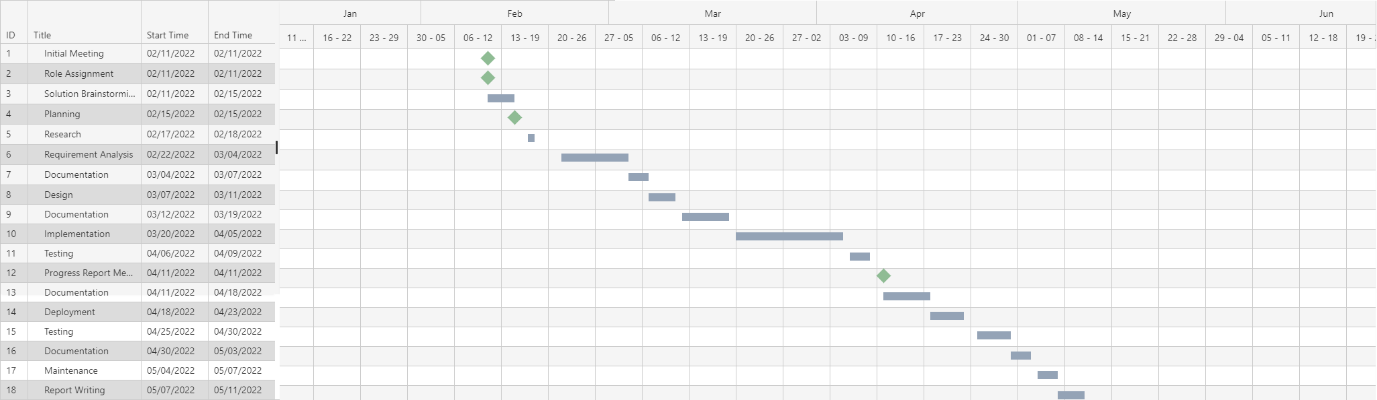 Jan Feb Mar Apr May Jun
ID Title Start Time End Time 11 ... 16 - 22 23 - 29 30 - 05 06 - 12 13 - 19 20 - 26 27 - 05 06 - 12 13 - 19 20 - 26 27 - 02 03 - 09 10 - 16 17 - 23 24 - 30 01 - 07 08 - 14 15 - 21 22 - 28 29 - 04 05 - 11 12 - 18 19 -
1 Initial Meeting 02/11/2022 02/11/2022
2 Role Assignment 02/11/2022 02/11/2022
3 Solution Brainstormi... 02/11/2022 02/15/2022
4 Planning 02/15/2022 02/15/2022
5 Research 02/17/2022 02/18/2022
6 Requirement Analysis 02/22/2022 03/04/2022
7 Documentation 03/04/2022 03/07/2022
8 Design 03/07/2022 03/11/2022
9 Documentation 03/12/2022 03/19/2022
10 Implementation 03/20/2022 04/05/2022
11 Testing 04/06/2022 04/09/2022
12 Progress Report Me... 04/11/2022 04/11/2022
13 Documentation 04/11/2022 04/18/2022
14 Deployment 04/18/2022 04/23/2022
15 Testing 04/25/2022 04/30/2022
16 Documentation 04/30/2022 05/03/2022
17 Maintenance 05/04/2022 05/07/2022
18 Report Writing 05/07/2022 05/11/2022